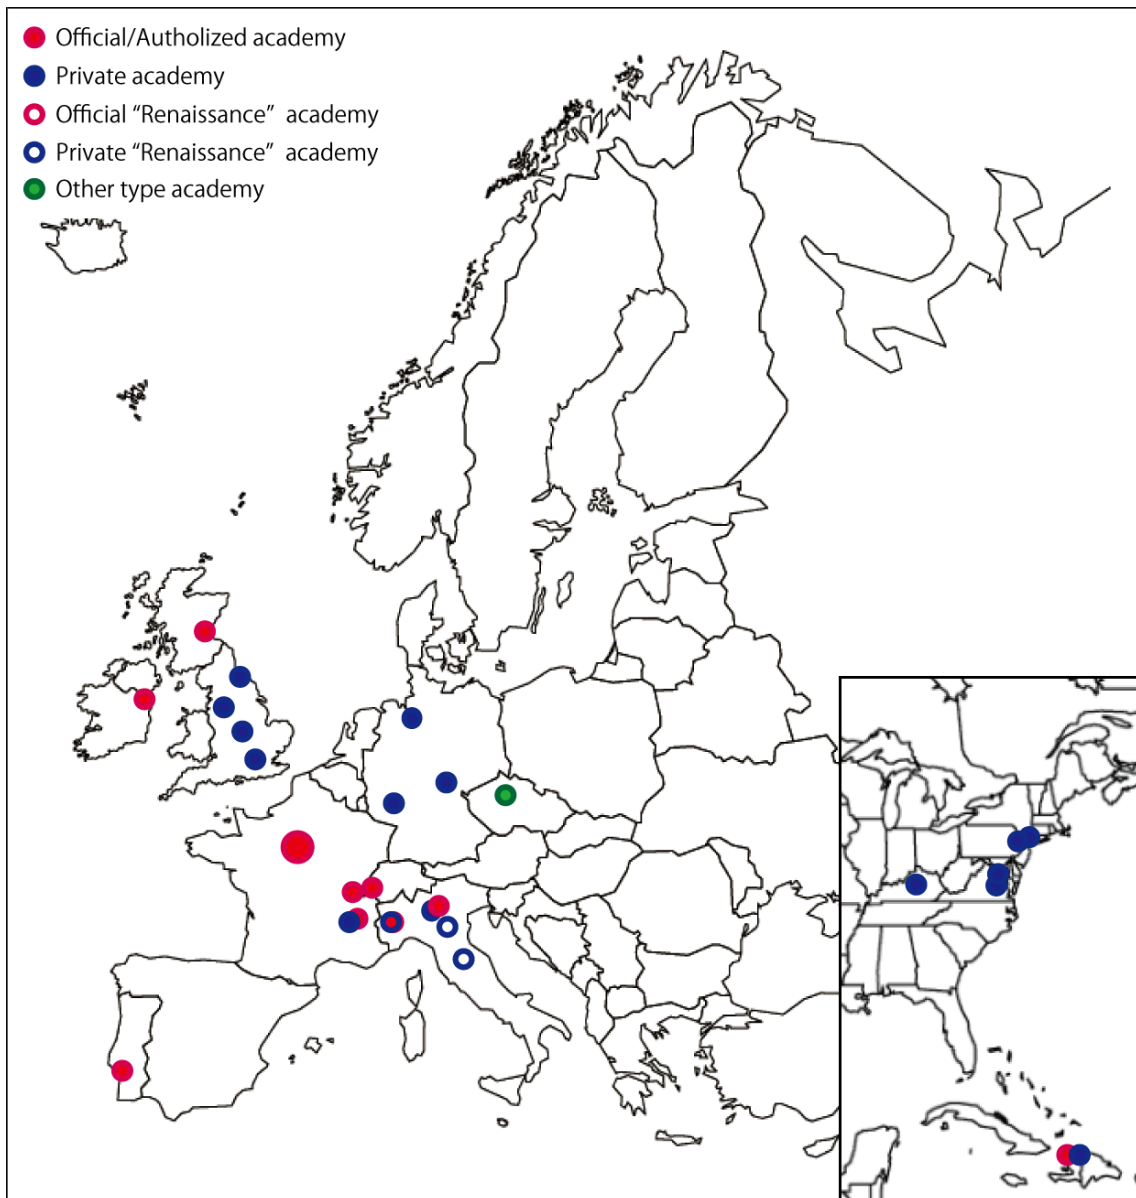 Official/Autholized academy
Private academy
Official “Renaissance” academy
Private “Renaissance” academy
Other type academy